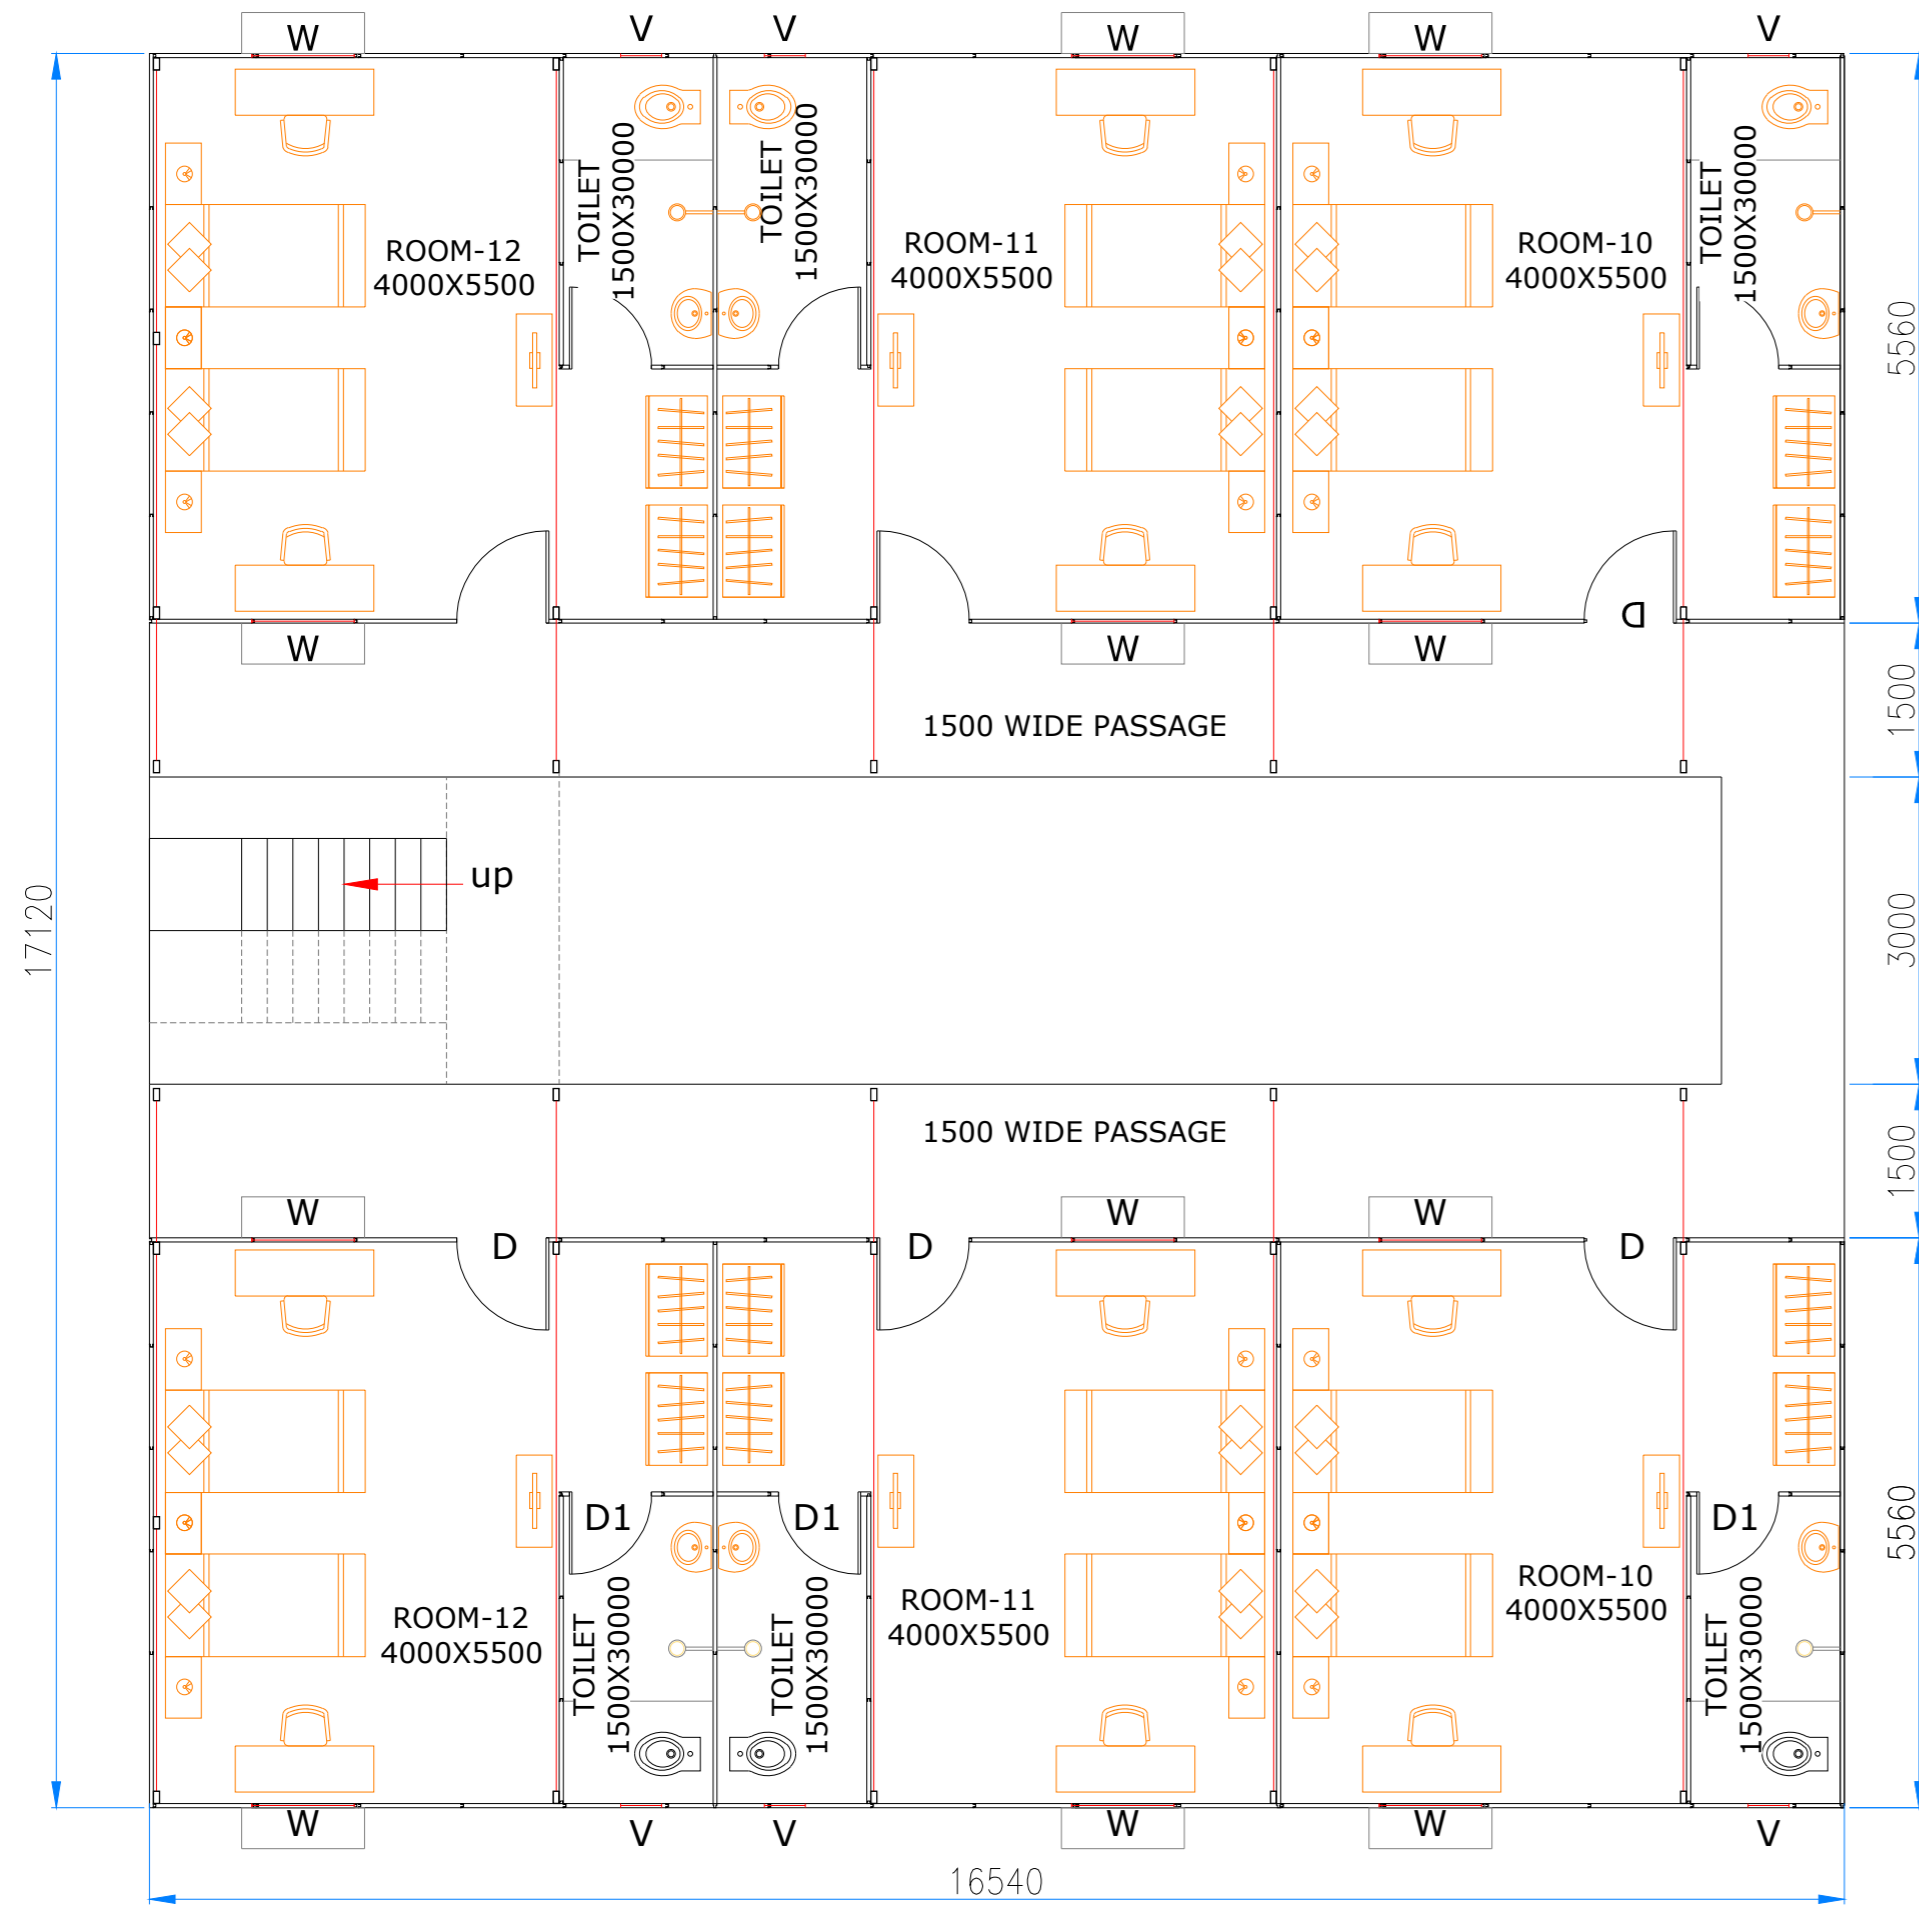 V
V
V
W
W
W
TOILET
1500X30000
TOILET
1500X30000
TOILET
1500X30000
ROOM-12
4000X5500
ROOM-11
4000X5500
ROOM-10
4000X5500
5560
D
W
W
W
1500
1500 WIDE PASSAGE
up
17120
3000
1500 WIDE PASSAGE
1500
W
W
W
D
D
D
D1
D1
D1
5560
ROOM-12
4000X5500
TOILET
1500X30000
TOILET
1500X30000
ROOM-11
4000X5500
ROOM-10
4000X5500
TOILET
1500X30000
W
W
W
V
V
V
16540